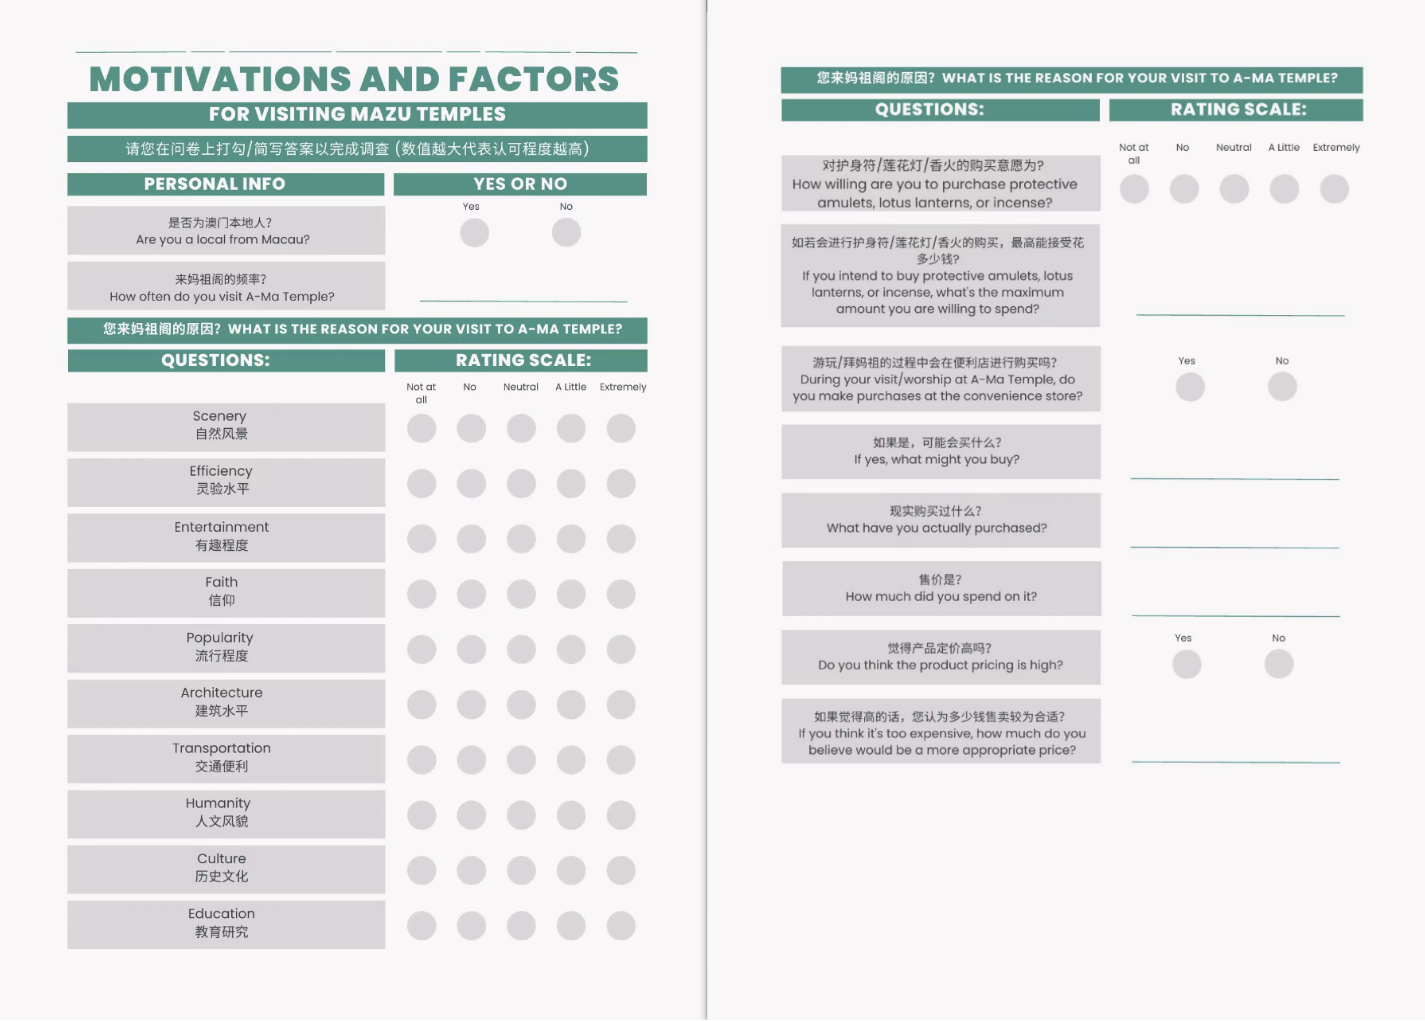 MOTIVATIONS AND FACTORS
FOR VISITING MAZU TEMPLES
请您在问卷上打勾/简写答案以完成调查 (数值越大代表认可程度越高)
PERSONAL INFO
YES OR NO
是否为澳门本地人?
Are you a local from Macau?
Yes
No
来妈祖阁的频率?
How often do you visit A-Ma Temple?
您来妈祖阁的原因? WHAT IS THE REASON FOR YOUR VISIT TO A-MA TEMPLE?
QUESTIONS:
RATING SCALE:
Not at
all
No
Neutral
A Little
Extremely
Scenery
自然风景
Efficiency
灵验水平
Entertainment
有趣程度
Faith
信仰
Popularity
流行程度
Architecture
建筑水平
Transportation
交通便利
Humanity
人文风貌
Culture
历史文化
Education
教育研究
您来妈祖阁的原因? WHAT IS THE REASON FOR YOUR VISIT TO A-MA TEMPLE?
QUESTIONS:
RATING SCALE:
Not at
all
No
Neutral
A Little
Extremely
对护身符/莲花灯/香火的购买意愿为?
How willing are you to purchase protective
amulets, lotus lanterns, or incense?
如若会进行护身符/莲花灯/香火的购买，最高能接受花
多少钱?
If you intend to buy protective amulets, lotus
lanterns, or incense, what's the maximum
amount you are willing to spend?
游玩/拜妈祖的过程中会在便利店进行购买吗?
During your visit/worship at A-Ma Temple, do
you make purchases at the convenience store?
Yes
No
如果是，可能会买什么?
If yes, what might you buy?
现实购买过什么?
What have you actually purchased?
售价是?
How much did you spend on it?
觉得产品定价高吗?
Do you think the product pricing is high?
Yes
No
如果觉得高的话，您认为多少钱售卖较为合适?
If you think it's too expensive, how much do you
believe would be a more appropriate price?